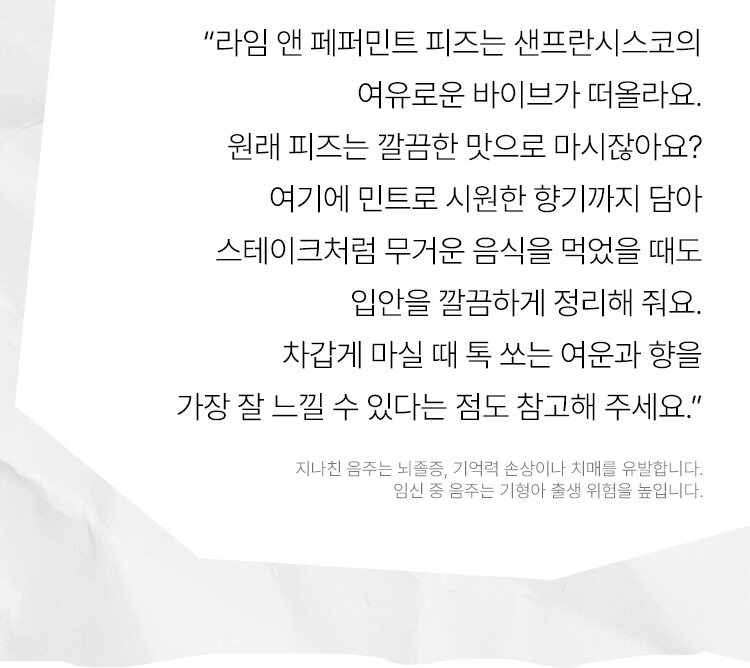 “라임 앤 페퍼민트 피즈는 샌프란시스코의
여유로운 바이브가 떠올라요.
원래 피즈는 깔끔한 맛으로 마시잖아요?
여기에 민트로 시원한 향기까지 담아
스테이크처럼 무거운 음식을 먹었을 때도
입안을 깔끔하게 정리해 줘요.
차갑게 마실 때 톡 쏘는 여운과 향을
가장 잘 느낄 수 있다는 점도 참고해 주세요.”
지나친 음주는 뇌졸증, 기억력 손상이나 치매를 유발합니다.
임신 중 음주는 기형아 출생 위험을 높입니다.